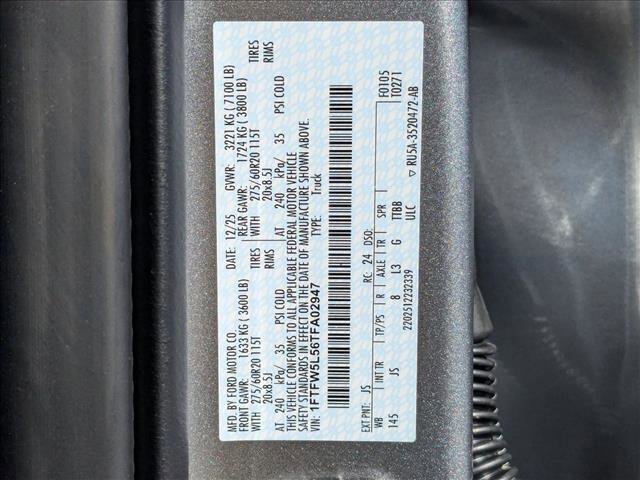 MFD. BY FORD MOTOR CO.
DATE: 12/25 GVWR: 3221 KG ( 7100 LB)
FRONT GAWR: 1633 KG ( 3600 LB) REAR GAWR: 1724 KG ( 3800 LB)
WITH 275/60R20 115T TIRES WITH 275/60R20 115T TIRES
20x8.5J RIMS 20x8.5J RIMS
AT 240 kPa/ 35 PSI COLD AT 240 kPa/ 35 PSI COLD
THIS VEHICLE CONFORMS TO ALL APPLICABLE FEDERAL MOTOR VEHICLE
SAFETY STANDARDS IN EFFECT ON THE DATE OF MANUFACTURE SHOWN ABOVE.
VIN: 1FTFW5L56TFA02947 Truck
F0105
T0271
EXT PNT: JS RC: 24 DSO:
WB INT TR TP/PS R AXLE TR SPR
145 JS 8 L3 G TTBB
ULC
2202512232339 ▽ RU5A-3520472-AB